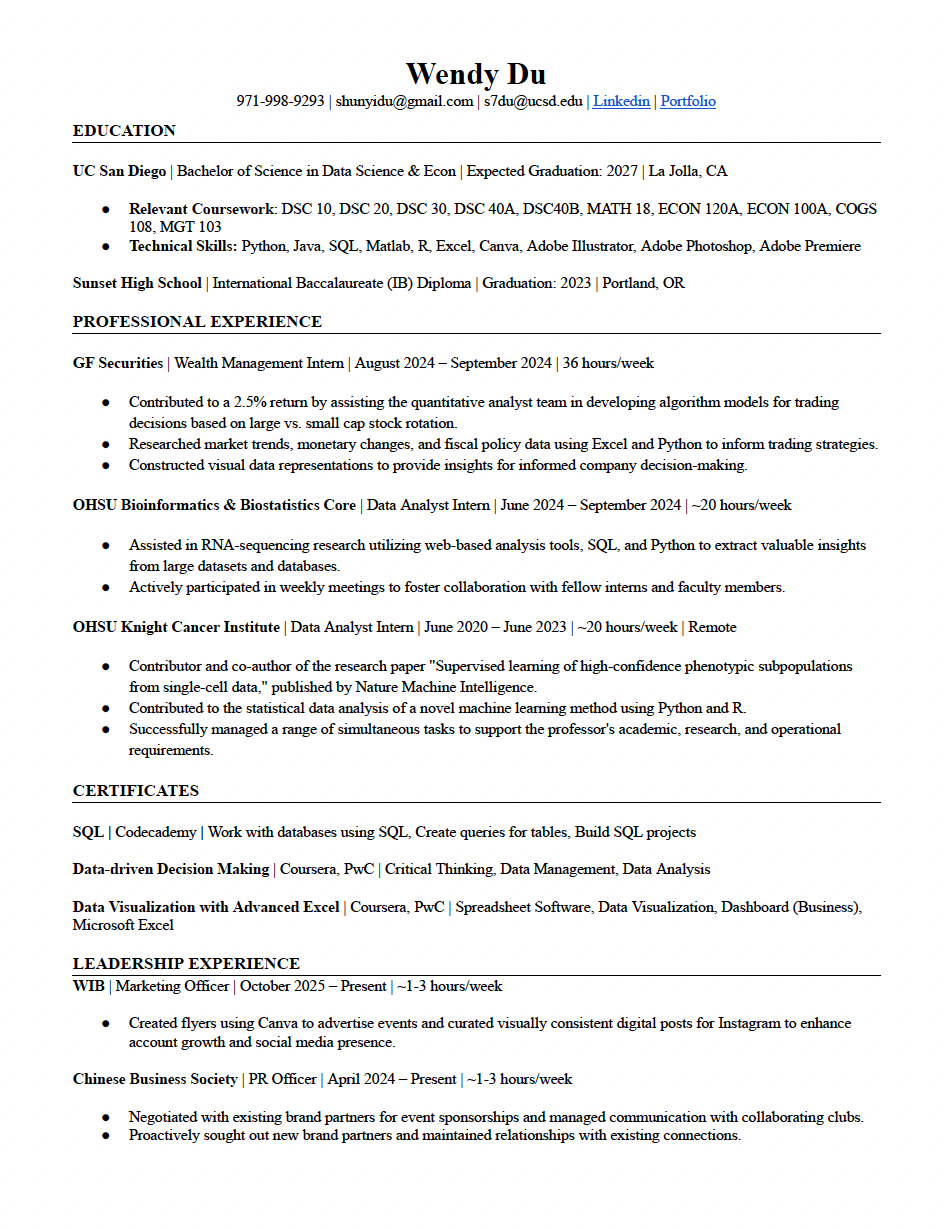 Wendy Du
971-998-9293 | shunyidu@gmail.com | s7du@ucsd.edu | Linkedin | Portfolio
EDUCATION
UC San Diego | Bachelor of Science in Data Science & Econ | Expected Graduation: 2027 | La Jolla, CA
● Relevant Coursework: DSC 10, DSC 20, DSC 30, DSC 40A, DSC40B, MATH 18, ECON 120A, ECON 100A, COGS
108, MGT 103
● Technical Skills: Python, Java, SQL, Matlab, R, Excel, Canva, Adobe Illustrator, Adobe Photoshop, Adobe Premiere
Sunset High School | International Baccalaureate (IB) Diploma | Graduation: 2023 | Portland, OR
PROFESSIONAL EXPERIENCE
GF Securities | Wealth Management Intern | August 2024 – September 2024 | 36 hours/week
● Contributed to a 2.5% return by assisting the quantitative analyst team in developing algorithm models for trading
decisions based on large vs. small cap stock rotation.
● Researched market trends, monetary changes, and fiscal policy data using Excel and Python to inform trading strategies.
● Constructed visual data representations to provide insights for informed company decision-making.
OHSU Bioinformatics & Biostatistics Core | Data Analyst Intern | June 2024 – September 2024 | ~20 hours/week
● Assisted in RNA-sequencing research utilizing web-based analysis tools, SQL, and Python to extract valuable insights
from large datasets and databases.
● Actively participated in weekly meetings to foster collaboration with fellow interns and faculty members.
OHSU Knight Cancer Institute | Data Analyst Intern | June 2020 – June 2023 | ~20 hours/week | Remote
● Contributor and co-author of the research paper "Supervised learning of high-confidence phenotypic subpopulations
from single-cell data," published by Nature Machine Intelligence.
● Contributed to the statistical data analysis of a novel machine learning method using Python and R.
● Successfully managed a range of simultaneous tasks to support the professor's academic, research, and operational
requirements.
CERTIFICATES
SQL | Codecademy | Work with databases using SQL, Create queries for tables, Build SQL projects
Data-driven Decision Making | Coursera, PwC | Critical Thinking, Data Management, Data Analysis
Data Visualization with Advanced Excel | Coursera, PwC | Spreadsheet Software, Data Visualization, Dashboard (Business),
Microsoft Excel
LEADERSHIP EXPERIENCE
WIB | Marketing Officer | October 2025 – Present | ~1-3 hours/week
● Created flyers using Canva to advertise events and curated visually consistent digital posts for Instagram to enhance
account growth and social media presence.
Chinese Business Society | PR Officer | April 2024 – Present | ~1-3 hours/week
● Negotiated with existing brand partners for event sponsorships and managed communication with collaborating clubs.
● Proactively sought out new brand partners and maintained relationships with existing connections.